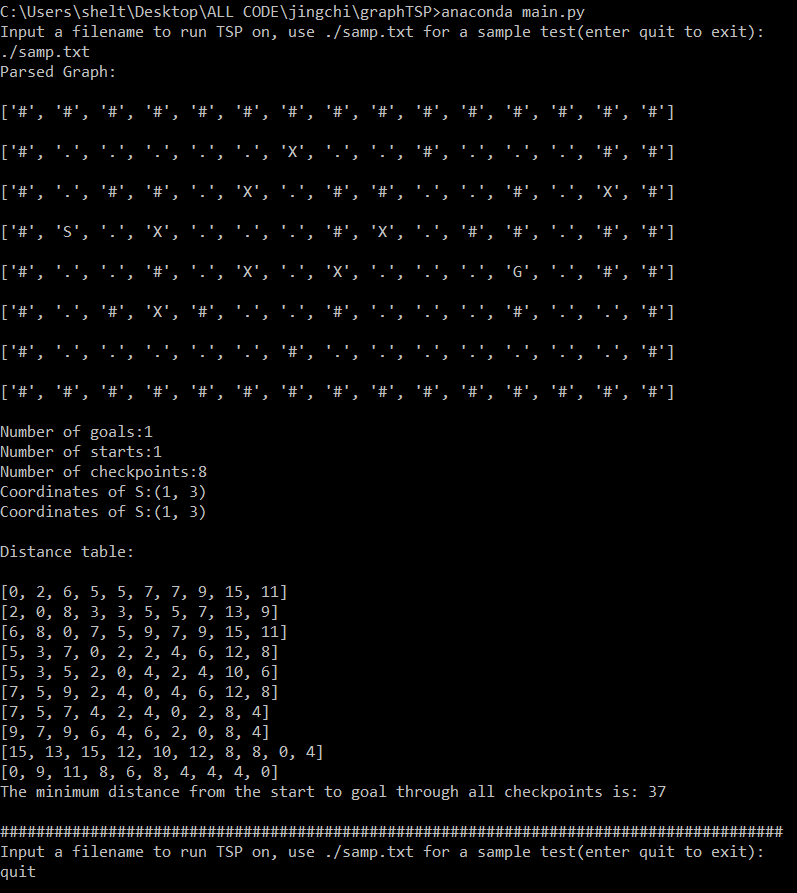 C:\Users\shelt\Desktop\ALL CODE\jingchi\graphTSP>anaconda main.py
Input a filename to run TSP on, use ./samp.txt for a sample test(enter quit to exit):
./samp.txt
Parsed Graph:
['#', '#', '#', '#', '#', '#', '#', '#', '#', '#', '#', '#', '#', '#', '#']
['#', '.', '.', '.', '.', '.', 'X', '.', '.', '#', '.', '.', '.', '#', '#']
['#', '.', '#', '#', '.', 'X', '.', '#', '#', '.', '.', '#', '.', 'X', '#']
['#', 'S', '.', 'X', '.', '.', '.', '#', 'X', '.', '#', '#', '.', '#', '#']
['#', '.', '.', '#', '.', 'X', '.', 'X', '.', '.', '.', 'G', '.', '#', '#']
['#', '.', '#', 'X', '#', '.', '.', '#', '.', '.', '.', '#', '.', '.', '#']
['#', '.', '.', '.', '.', '.', '#', '.', '.', '.', '.', '.', '.', '.', '#']
['#', '#', '#', '#', '#', '#', '#', '#', '#', '#', '#', '#', '#', '#', '#']
Number of goals:1
Number of starts:1
Number of checkpoints:8
Coordinates of S:(1, 3)
Coordinates of S:(1, 3)
Distance table:
[0, 2, 6, 5, 5, 7, 7, 9, 15, 11]
[2, 0, 8, 3, 3, 5, 5, 7, 13, 9]
[6, 8, 0, 7, 5, 9, 7, 9, 15, 11]
[5, 3, 7, 0, 2, 2, 4, 6, 12, 8]
[5, 3, 5, 2, 0, 4, 2, 4, 10, 6]
[7, 5, 9, 2, 4, 0, 4, 6, 12, 8]
[7, 5, 7, 4, 2, 4, 0, 2, 8, 4]
[9, 7, 9, 6, 4, 6, 2, 0, 8, 4]
[15, 13, 15, 12, 10, 12, 8, 8, 0, 4]
[0, 9, 11, 8, 6, 8, 4, 4, 4, 0]
The minimum distance from the start to goal through all checkpoints is: 37
#######################################################################################
Input a filename to run TSP on, use ./samp.txt for a sample test(enter quit to exit):
quit